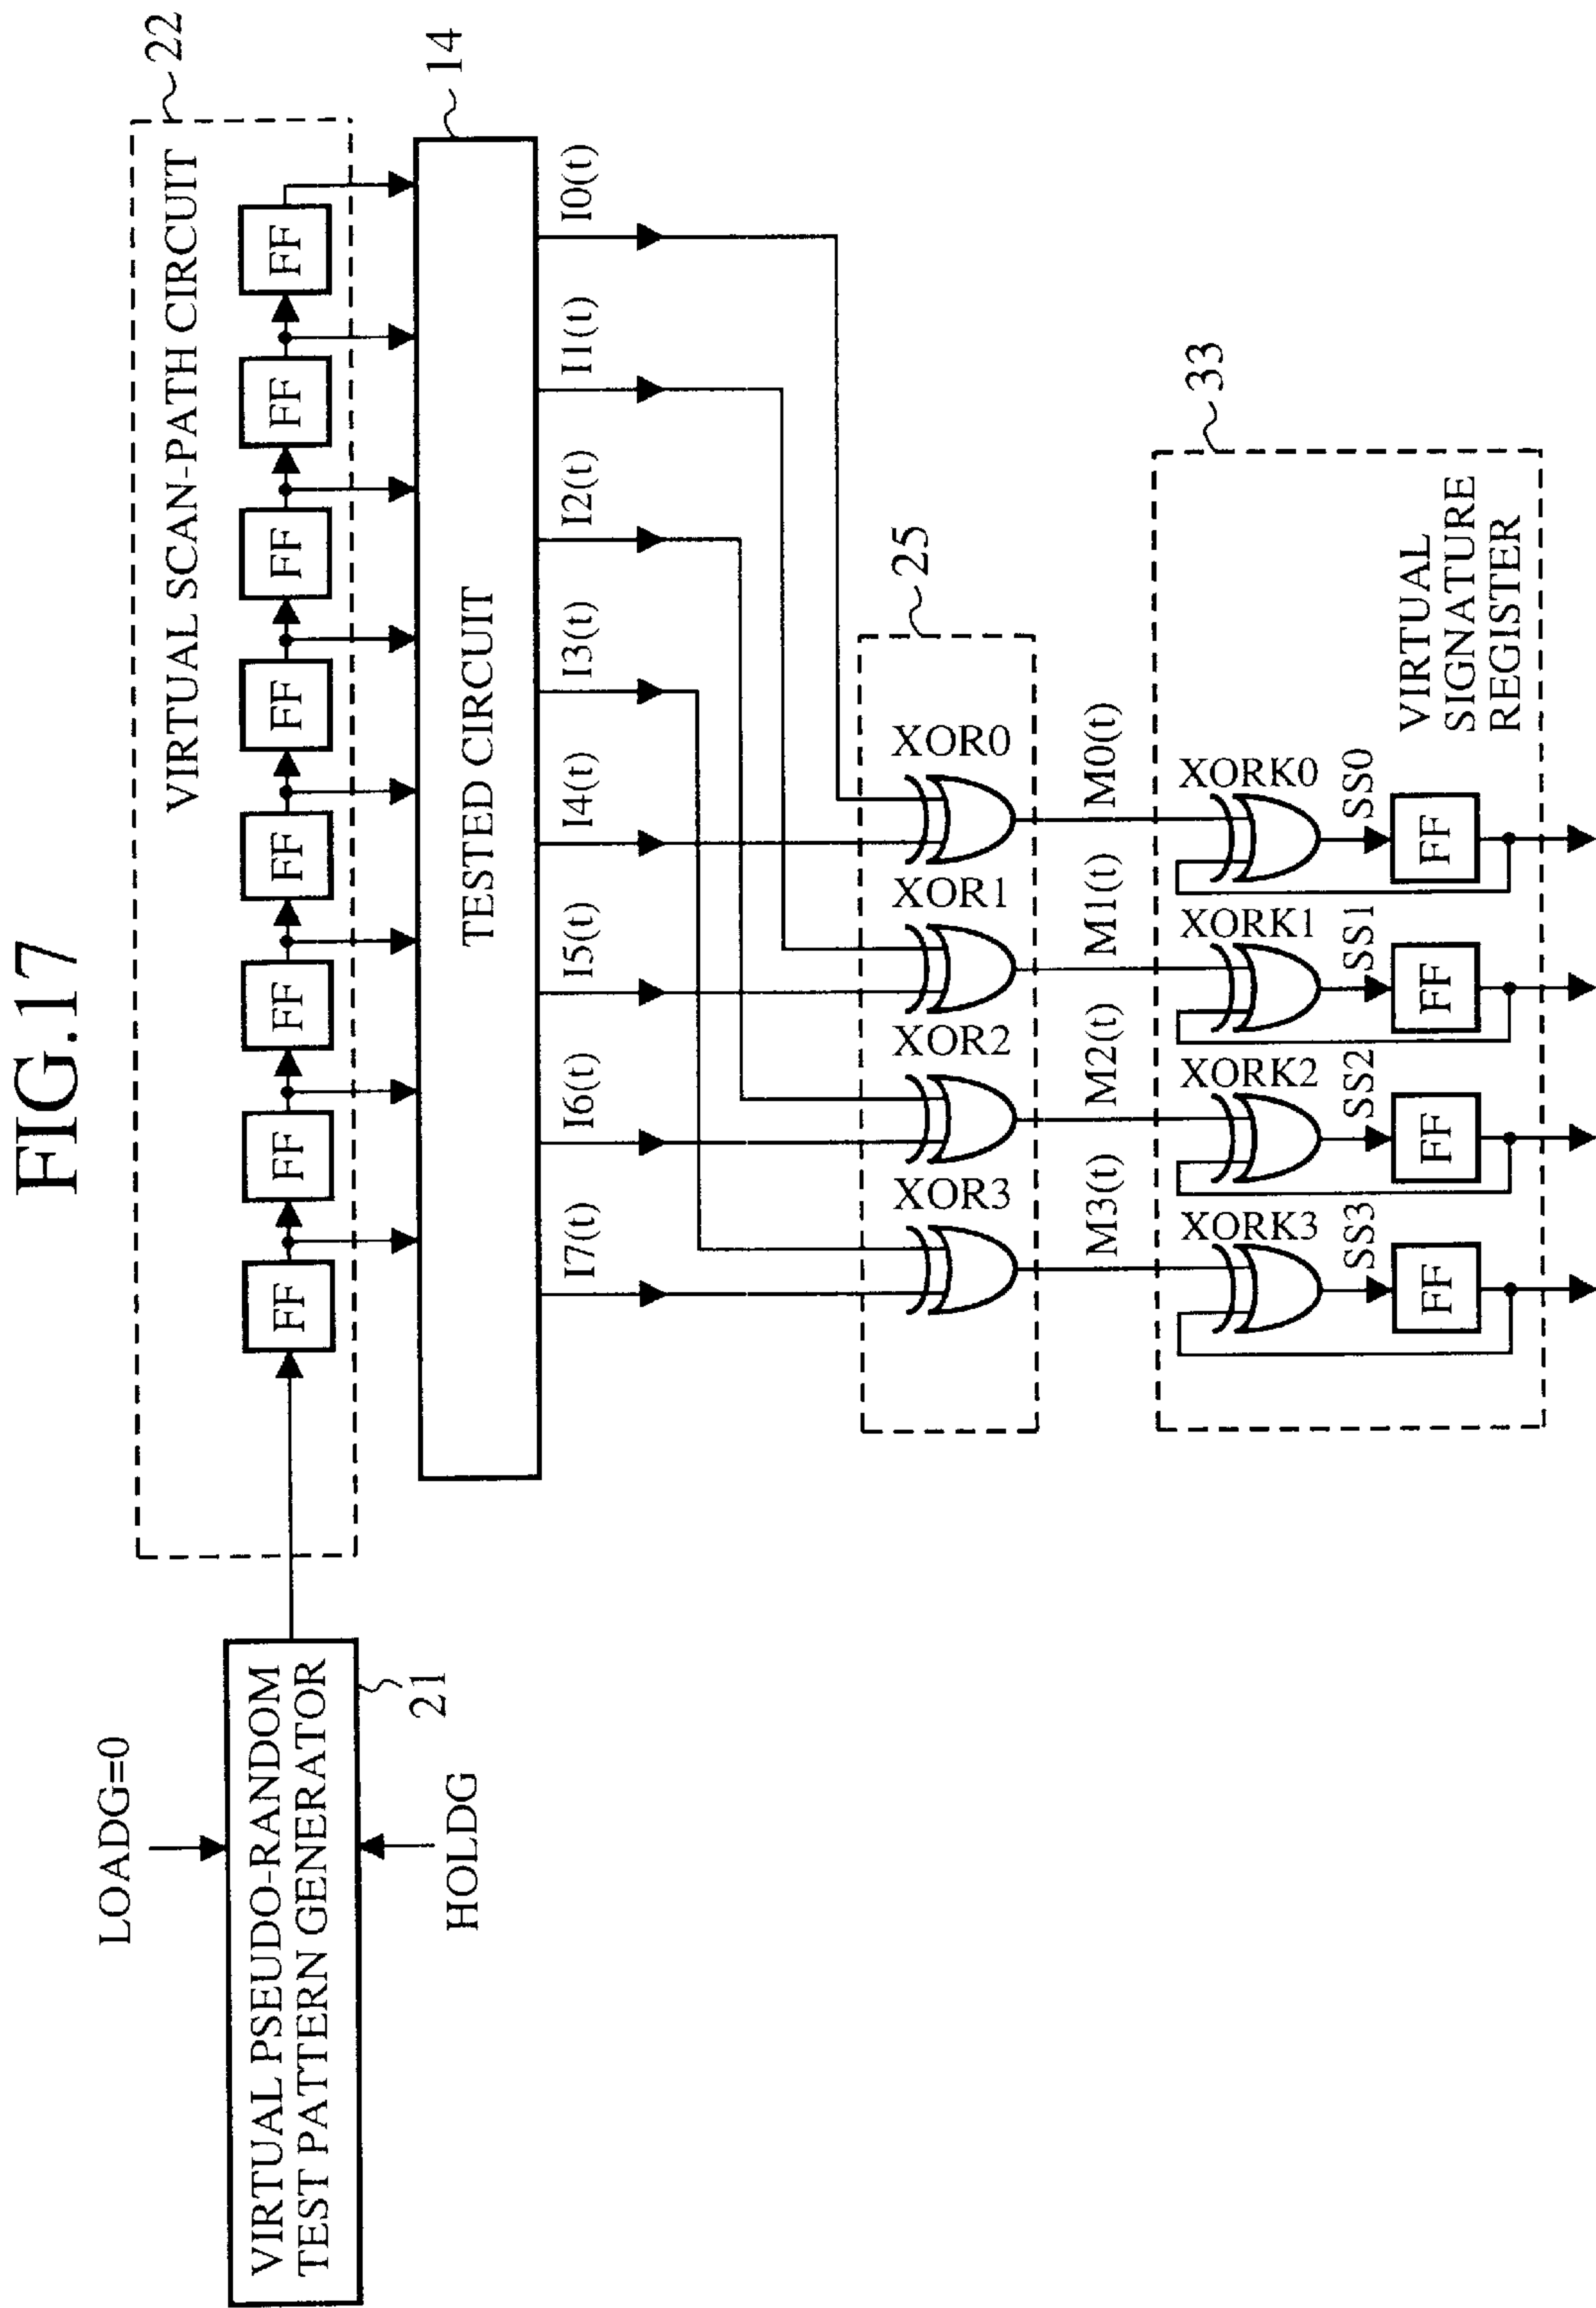 FIG.17
LOADG=0
VIRTUAL PSEUDO-RANDOM
TEST PATTERN GENERATOR
21
HOLDG
22
VIRTUAL SCAN-PATH CIRCUIT
FF
FF
FF
FF
FF
FF
FF
FF
14
TESTED CIRCUIT
I7(t)
I6(t)
I5(t)
I4(t)
I3(t)
I2(t)
I1(t)
I0(t)
25
XOR3
XOR2
XOR1
XOR0
M3(t)
M2(t)
M1(t)
M0(t)
33
XORK3
XORK2
XORK1
XORK0
SS3
SS2
SS1
SS0
FF
FF
FF
FF
VIRTUAL
SIGNATURE
REGISTER